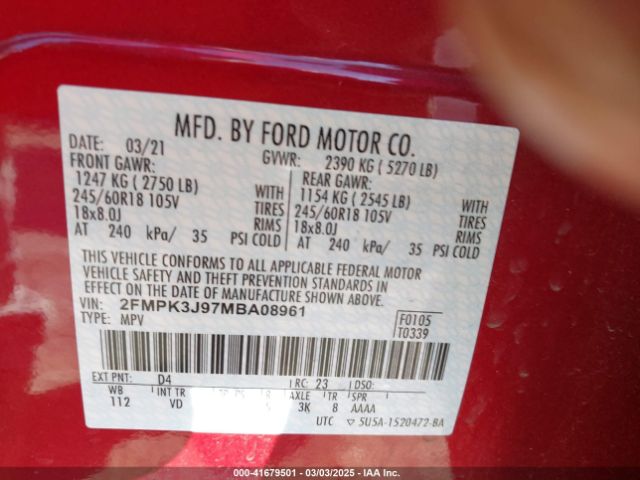 MFD. BY FORD MOTOR CO.
DATE: 03/21 GVWR: 2390 KG ( 5270 LB)
FRONT GAWR: REAR GAWR:
1247 KG ( 2750 LB) WITH 1154 KG ( 2545 LB) WITH
245/60R18 105V TIRES 245/60R18 105V TIRES
18x8.0J RIMS 18x8.0J RIMS
AT 240 kPa/ 35 PSI COLD AT 240 kPa/ 35 PSI COLD
THIS VEHICLE CONFORMS TO ALL APPLICABLE FEDERAL MOTOR
VEHICLE SAFETY AND THEFT PREVENTION STANDARDS IN
EFFECT ON THE DATE OF MANUFACTURE SHOWN ABOVE.
VIN: 2FMPK3J97MBA08961 F0105
TYPE: MPV T0339
EXT PNT: D4 RC: 23 DSO:
WB INT TR AXLE TR SPR
112 VD 3K 8 AAAA
UTC ▽ 5U5A-1520472-BA
000-41679501 - 03/03/2025 - IAAI.COM